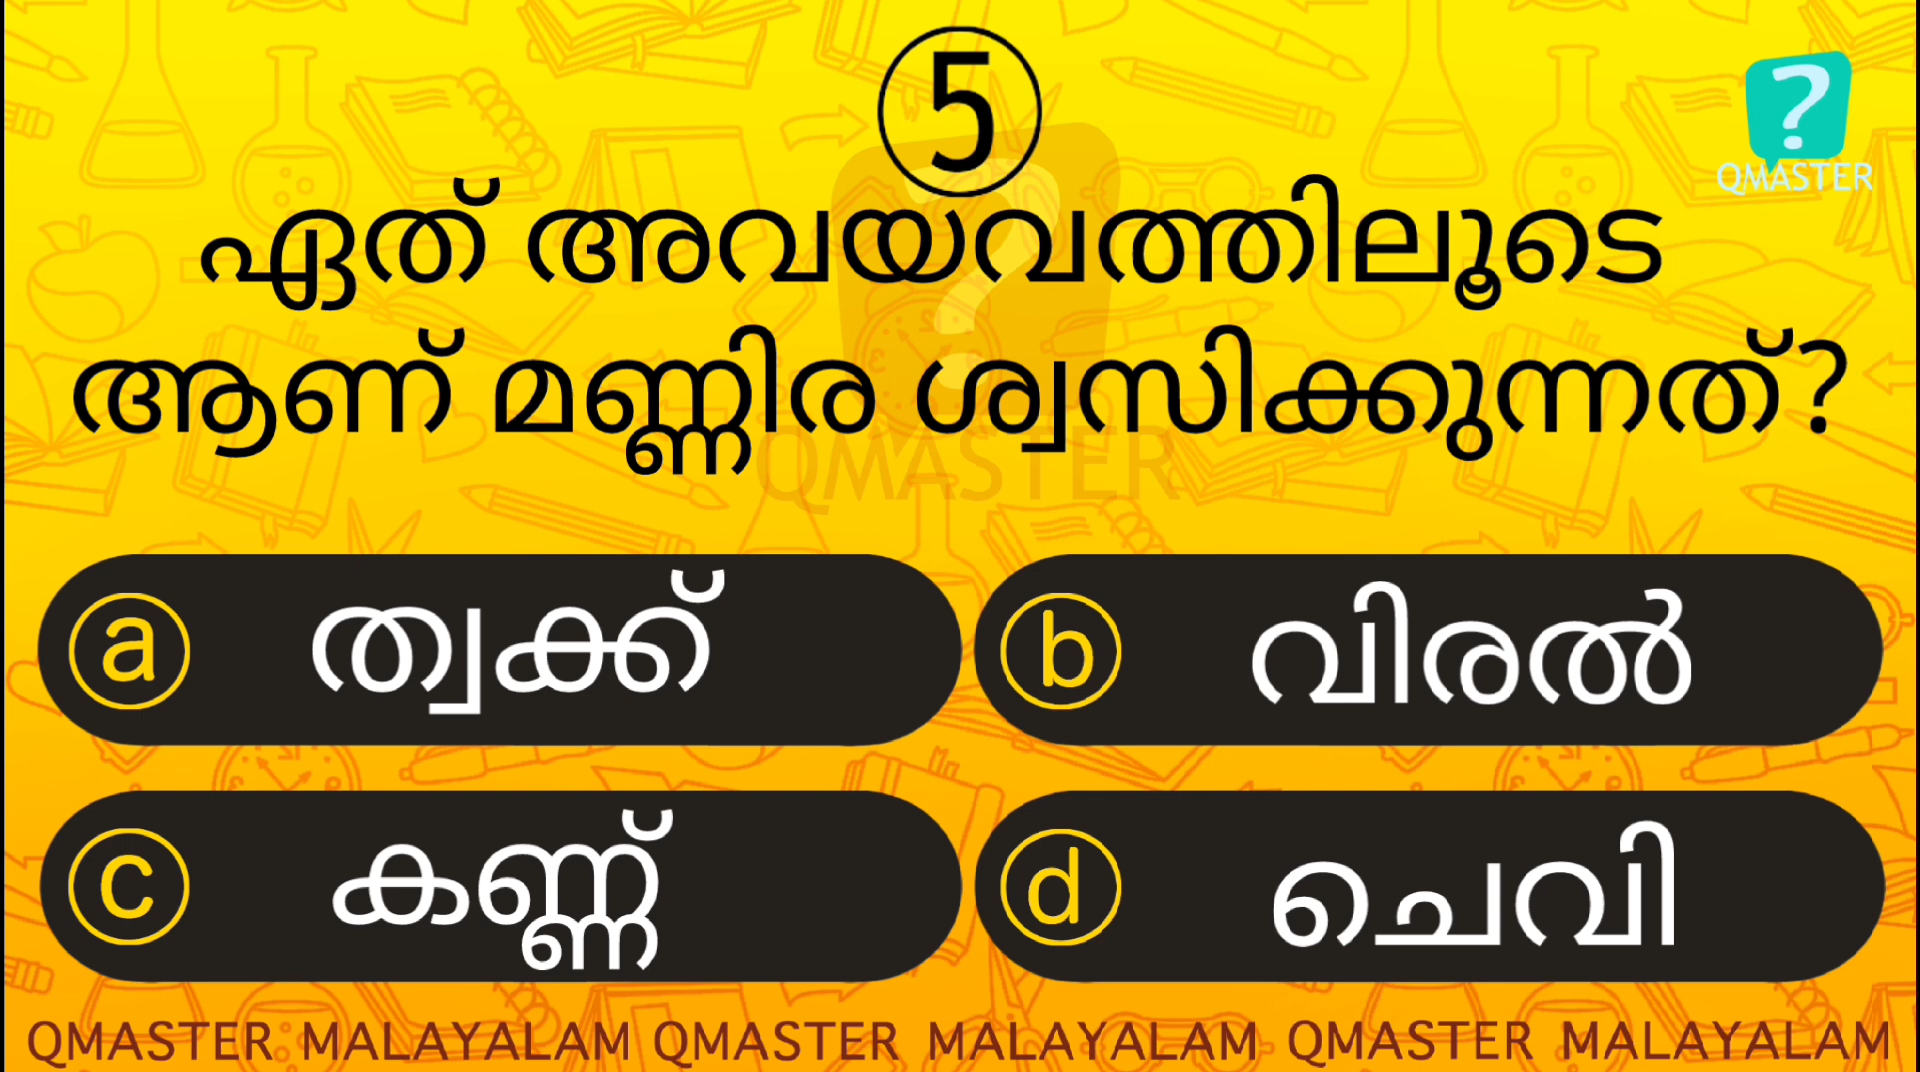 5
QMASTER
ഏത് അവയവത്തിലൂടെ
ആണ് മണ്ണിര ശ്വസിക്കുന്നത്?
QMASTER
a ത്വക്ക്
b വിരൽ
c കണ്ണ്
d ചെവി
QMASTER MALAYALAM QMASTER MALAYALAM QMASTER MALAYALAM